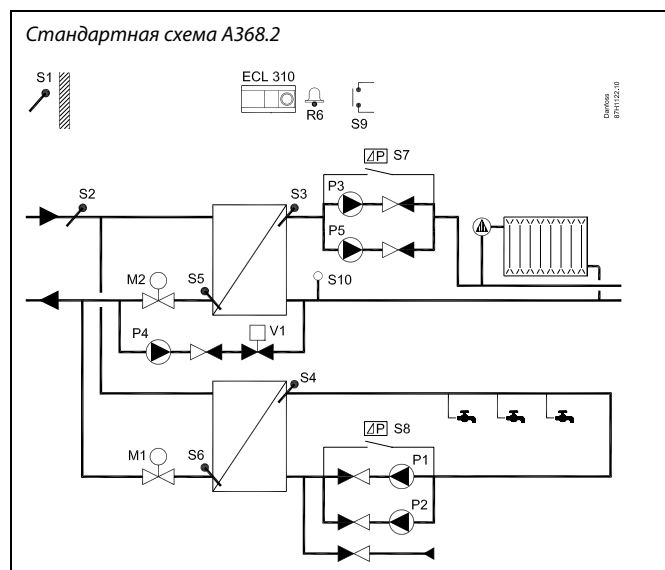 Стандартная схема A368.2
S1
ECL 310
R6
S9
Danfoss
87H1122.10
ΔP S7
S2
S3
P3
P5
M2
S5
S10
P4
V1
S4
ΔP S8
M1
S6
P1
P2